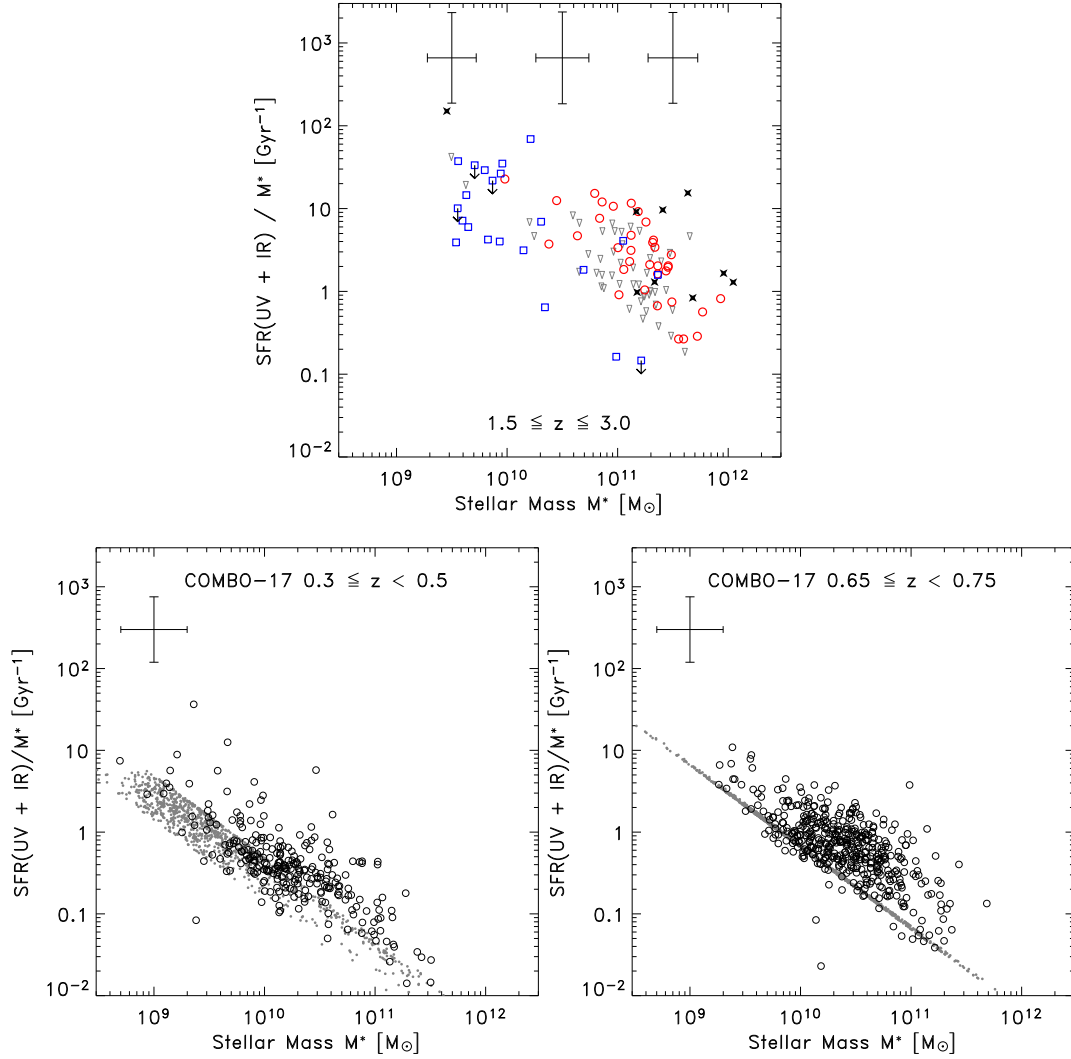 SFR(UV + IR) / M* [Gyr⁻¹]
10³
10²
10
1
0.1
10⁻²
1.5 ≦ z ≦ 3.0
10⁹ 10¹⁰ 10¹¹ 10¹²
Stellar Mass M* [M⊙]
SFR(UV + IR)/M* [Gyr⁻¹]
10³
10²
10
1
0.1
10⁻²
COMBO-17 0.3 ≦ z < 0.5
10⁹ 10¹⁰ 10¹¹ 10¹²
Stellar Mass M* [M⊙]
SFR(UV + IR)/M* [Gyr⁻¹]
10³
10²
10
1
0.1
10⁻²
COMBO-17 0.65 ≦ z < 0.75
10⁹ 10¹⁰ 10¹¹ 10¹²
Stellar Mass M* [M⊙]